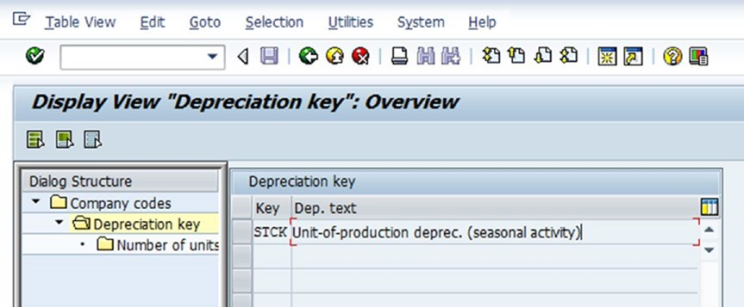 Table View Edit Goto Selection Utilities System Help
Display View "Depreciation key": Overview
Dialog Structure
Company codes
Depreciation key
Number of units
Depreciation key
Key Dep. text
STCK Unit-of-production deprec. (seasonal activity)